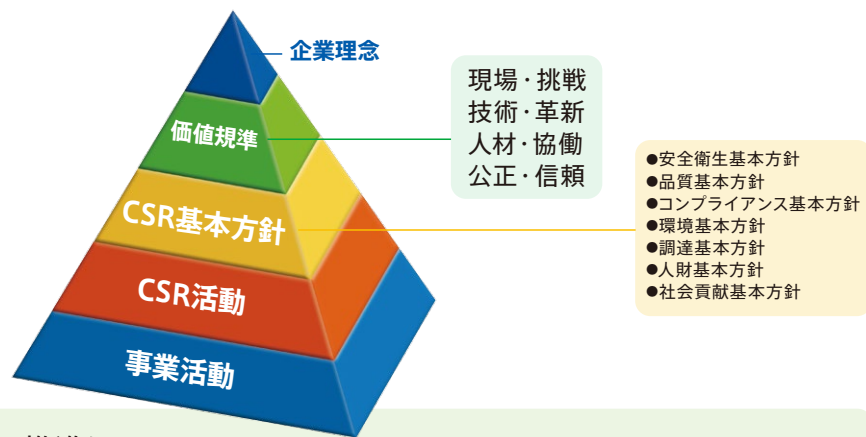 企業理念
価値規準
現場・挑戦
技術・革新
人材・協働
公正・信頼
CSR基本方針
●安全衛生基本方針
●品質基本方針
●コンプライアンス基本方針
●環境基本方針
●調達基本方針
●人財基本方針
●社会貢献基本方針
CSR活動
事業活動